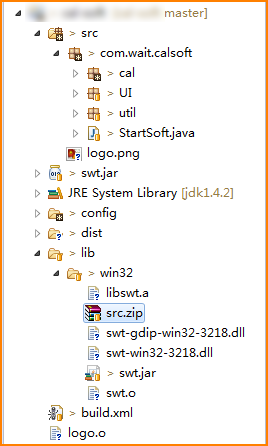 master]
> src
> com.wait.calsoft
> cal
> UI
> util
> StartSoft.java
logo.png
> swt.jar
JRE System Library [jdk1.4.2]
> config
> dist
> lib
> win32
libswt.a
src.zip
swt-gdip-win32-3218.dll
swt-win32-3218.dll
> swt.jar
swt.o
> build.xml
logo.o